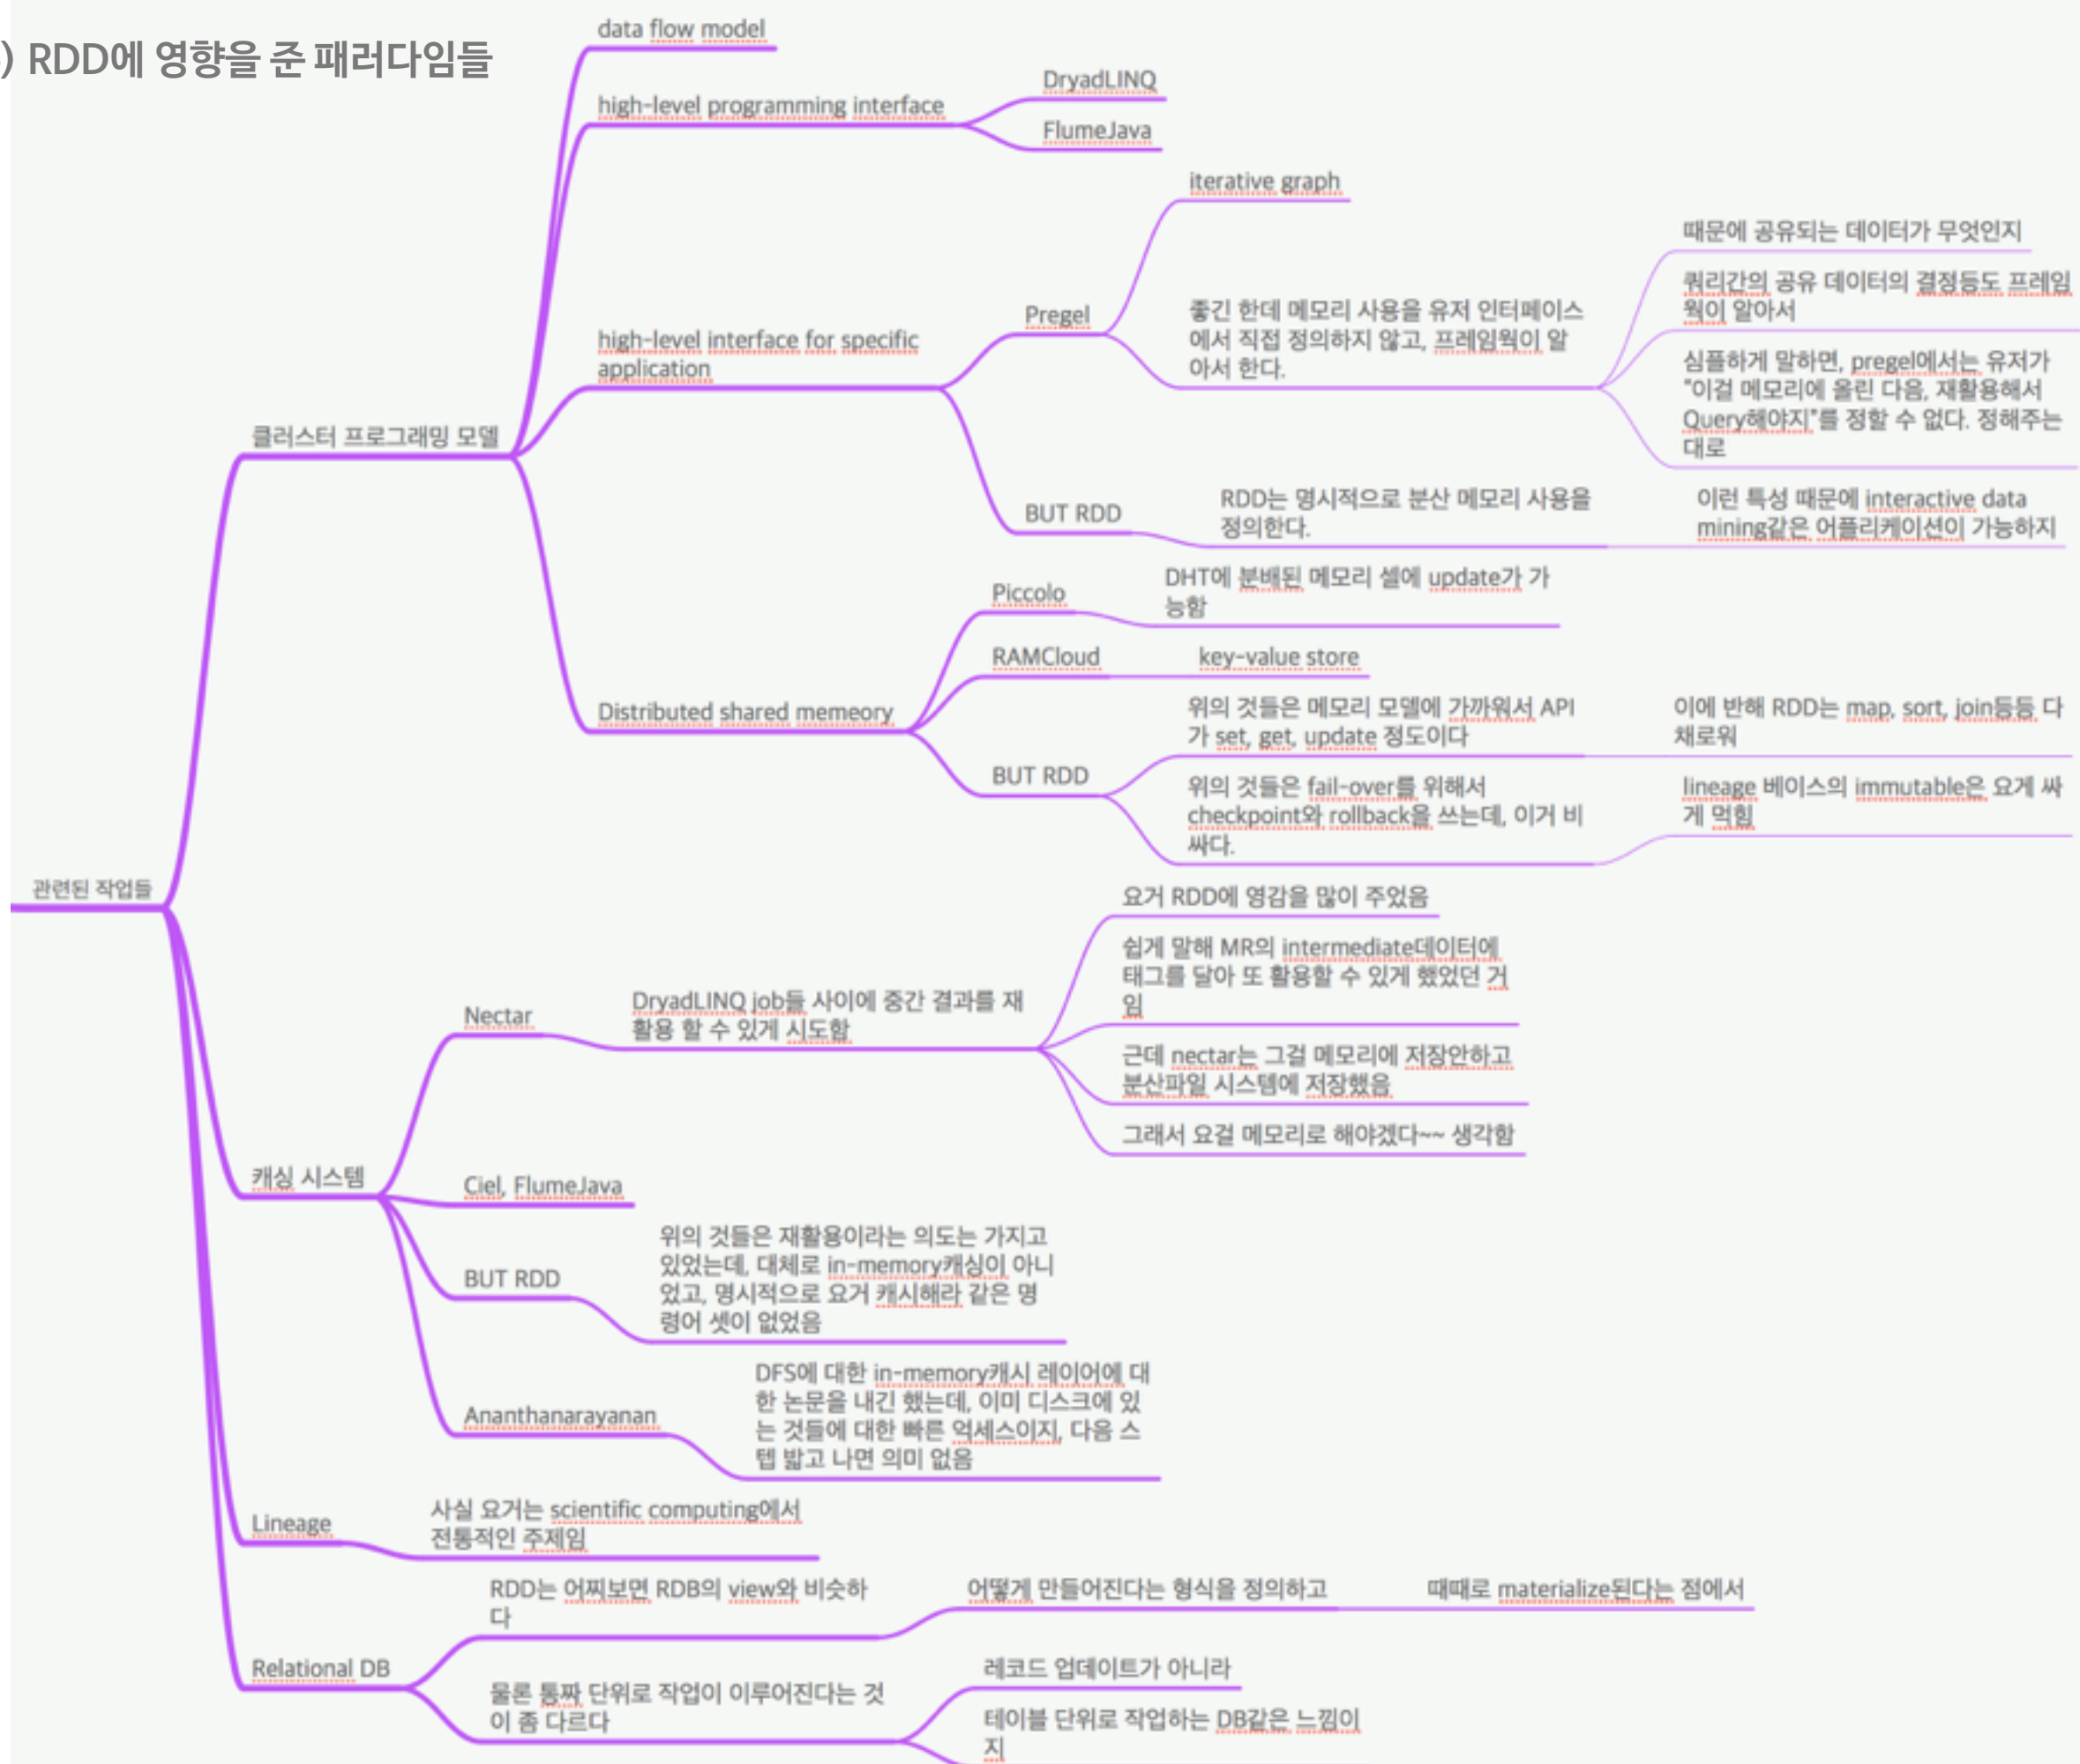 ) RDD에 영향을 준 패러다임들
data flow model
high-level programming interface
DryadLINQ
FlumeJava
iterative graph
때문에 공유되는 데이터가 무엇인지
쿼리간의 공유 데이터의 결정등도 프레임
웍이 알아서
Pregel
좋긴 한데 메모리 사용을 유저 인터페이스
에서 직접 정의하지 않고, 프레임웍이 알
아서 한다.
high-level interface for specific
application
심플하게 말하면, pregel에서는 유저가
"이걸 메모리에 올린 다음, 재활용해서
Query해야지"를 정할 수 없다. 정해주는
대로
클러스터 프로그래밍 모델
BUT RDD
RDD는 명시적으로 분산 메모리 사용을
정의한다.
이런 특성 때문에 interactive data
mining같은 어플리케이션이 가능하지
Piccolo
DHT에 분배된 메모리 셀에 update가 가
능함
RAMCloud
key-value store
Distributed shared memeory
위의 것들은 메모리 모델에 가까워서 API
가 set, get, update 정도이다
이에 반해 RDD는 map, sort, join등등 다
채로워
BUT RDD
위의 것들은 fail-over를 위해서
checkpoint와 rollback을 쓰는데, 이거 비
싸다.
lineage 베이스의 immutable은 요게 싸
게 먹힘
관련된 작업들
요거 RDD에 영감을 많이 주었음
쉽게 말해 MR의 intermediate데이터에
태그를 달아 또 활용할 수 있게 했었던 거
임
Nectar
DryadLINQ job들 사이에 중간 결과를 재
활용 할 수 있게 시도함
근데 nectar는 그걸 메모리에 저장안하고
분산파일 시스템에 저장했음
그래서 요걸 메모리로 해야겠다~~ 생각함
캐싱 시스템
Ciel, FlumeJava
BUT RDD
위의 것들은 재활용이라는 의도는 가지고
있었는데, 대체로 in-memory캐싱이 아니
었고, 명시적으로 요거 캐시해라 같은 명
령어 셋이 없었음
Ananthanarayanan
DFS에 대한 in-memory캐시 레이어에 대
한 논문을 내긴 했는데, 이미 디스크에 있
는 것들에 대한 빠른 억세스이지, 다음 스
텝 밟고 나면 의미 없음
Lineage
사실 요거는 scientific computing에서
전통적인 주제임
RDD는 어찌보면 RDB의 view와 비슷하
다
어떻게 만들어진다는 형식을 정의하고
때때로 materialize된다는 점에서
Relational DB
물론 통짜 단위로 작업이 이루어진다는 것
이 좀 다르다
레코드 업데이트가 아니라
테이블 단위로 작업하는 DB같은 느낌이
지